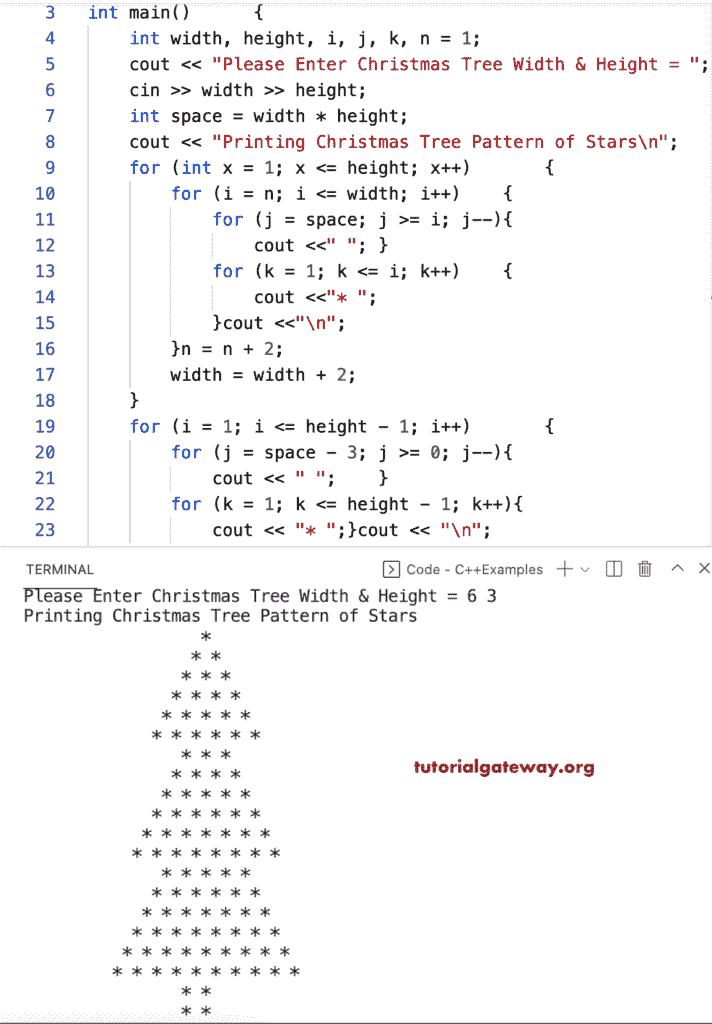 3 int main()      {
4     int width, height, i, j, k, n = 1;
5     cout << "Please Enter Christmas Tree Width & Height = ";
6     cin >> width >> height;
7     int space = width * height;
8     cout << "Printing Christmas Tree Pattern of Stars\n";
9     for (int x = 1; x <= height; x++)       {
10         for (i = n; i <= width; i++)    {
11             for (j = space; j >= i; j--){
12                 cout <<" "; }
13             for (k = 1; k <= i; k++)    {
14                 cout <<"* ";
15             }cout <<"\n";
16         }n = n + 2;
17         width = width + 2;
18     }
19     for (i = 1; i <= height - 1; i++)       {
20         for (j = space - 3; j >= 0; j--){
21             cout << " ";    }
22         for (k = 1; k <= height - 1; k++){
23             cout << "* ";}cout << "\n";
TERMINAL Code - C++Examples
Please Enter Christmas Tree Width & Height = 6 3
Printing Christmas Tree Pattern of Stars
                  *
                 * *
                * * *
               * * * *
              * * * * *
             * * * * * *
                * * *
               * * * *
              * * * * *
             * * * * * *
            * * * * * * *
           * * * * * * * *
              * * * * *
             * * * * * *
            * * * * * * *
           * * * * * * * *
          * * * * * * * * *
         * * * * * * * * * *
                * *
                * *
tutorialgateway.org